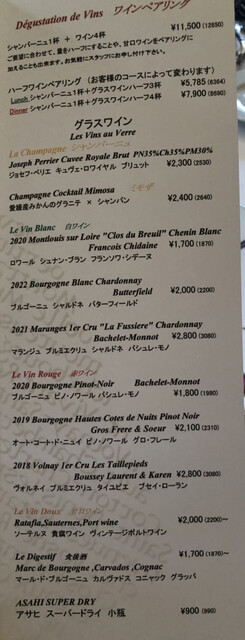 Dégustation de Vins ワインペアリング
¥11,500 (12650)
シャンパーニュ1杯 + ワイン4杯
ご要望に合わせて、量をハーフにすることや、甘口ワインをペアリングに
加えることも出来ます。お気軽にスタッフにお申し付け下さい。
ハーフワインペアリング (お客様のコースによって変わります)
Lunch シャンパーニュ1杯+グラスワインハーフ3杯 ¥5,785 (6364)
Dinner シャンパーニュ1杯+グラスワインハーフ4杯 ¥7,900 (8690)
グラスワイン
Les Vins au Verre
La Champagne シャンパーニュ
Joseph Perrier Cuvee Royale Brut PN35%Ch35%PM30%
ジョセフ・ペリエ キュヴェ・ロワイヤル ブリュット ¥2,300 (2530)
Champagne Cocktail Mimosa ミモザ
愛媛産みかんのグラニテ × シャンパン ¥2,400 (2640)
Le Vin Blanc 白ワイン
2020 Montlouis sur Loire "Clos du Breuil" Chenin Blanc
Francois Chidaine ¥1,700 (1870)
ロワール シュナン・ブラン フランソワ・シデーヌ
2022 Bourgogne Blanc Chardonnay
Butterfield ¥2,000 (2200)
ブルゴーニュ シャルドネ バターフィールド
2021 Maranges 1er Cru "La Fussiere" Chardonnay
Bachelet-Monnot ¥2,800 (3080)
マランジュ プルミエクリュ シャルドネ バシュレ・モノ
Le Vin Rouge 赤ワイン
2020 Bourgogne Pinot-Noir Bachelet-Monnot
ブルゴーニュ ピノ・ノワール バシュレ・モノ ¥1,800 (1980)
2019 Bourgogne Hautes Cotes de Nuits Pinot Noir
Gros Frere & Soeur ¥2,100 (2310)
オート・コート・ド・ニュイ ピノ・ノワール グロ・フレール
2018 Volnay 1er Cru Les Taillepieds
Boussey Laurent & Karen ¥2,800 (3080)
ヴォルネイ プルミエクリュ タイユピエ ブセイ・ローラン
Le Vin Doux 甘口ワイン
Ratafia,Sauternes,Port wine ¥2,000 (2200)~
ソーテルヌ 貴腐ワイン ヴィンテージポルトワイン
Le Digestif 食後酒 ¥1,700 (1870)~
Marc de Bourgogne ,Carvados ,Cognac
マール・ド・ブルゴーニュ カルヴァドス コニャック グラッパ
ASAHI SUPER DRY
アサヒ スーパードライ 小瓶 ¥900 (990)